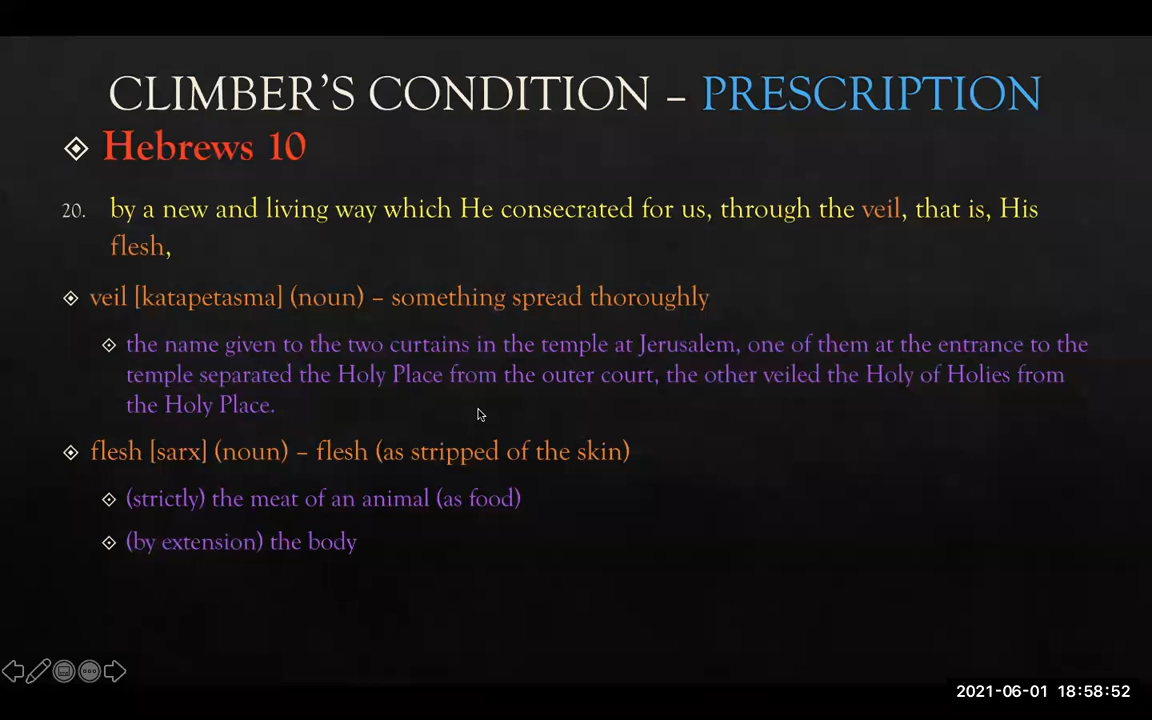 CLIMBER'S CONDITION – PRESCRIPTION
Hebrews 10
20. by a new and living way which He consecrated for us, through the veil, that is, His
flesh,
veil [katapetasma] (noun) – something spread thoroughly
the name given to the two curtains in the temple at Jerusalem, one of them at the entrance to the
temple separated the Holy Place from the outer court, the other veiled the Holy of Holies from
the Holy Place.
flesh [sarx] (noun) – flesh (as stripped of the skin)
(strictly) the meat of an animal (as food)
(by extension) the body
2021-06-01 18:58:52